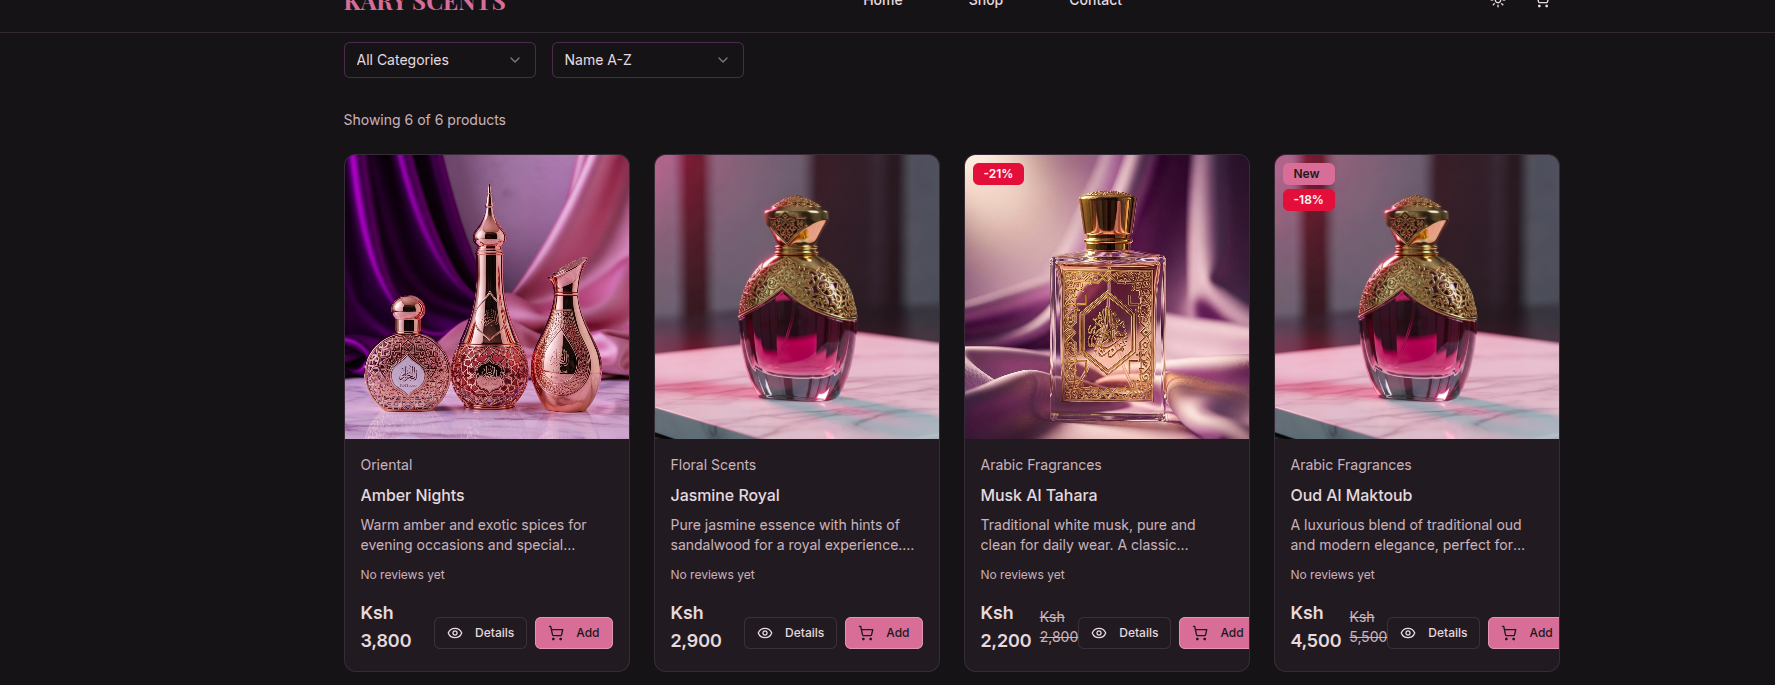 KARY SCENTS
Home Shop Contact
All Categories
Name A-Z
Showing 6 of 6 products
Oriental
Amber Nights
Warm amber and exotic spices for
evening occasions and special...
No reviews yet
Ksh
3,800
Details
Add
Floral Scents
Jasmine Royal
Pure jasmine essence with hints of
sandalwood for a royal experience....
No reviews yet
Ksh
2,900
Details
Add
-21%
Arabic Fragrances
Musk Al Tahara
Traditional white musk, pure and
clean for daily wear. A classic...
No reviews yet
Ksh
2,200
Ksh
2,800
Details
Add
New
-18%
Arabic Fragrances
Oud Al Maktoub
A luxurious blend of traditional oud
and modern elegance, perfect for...
No reviews yet
Ksh
4,500
Ksh
5,500
Details
Add